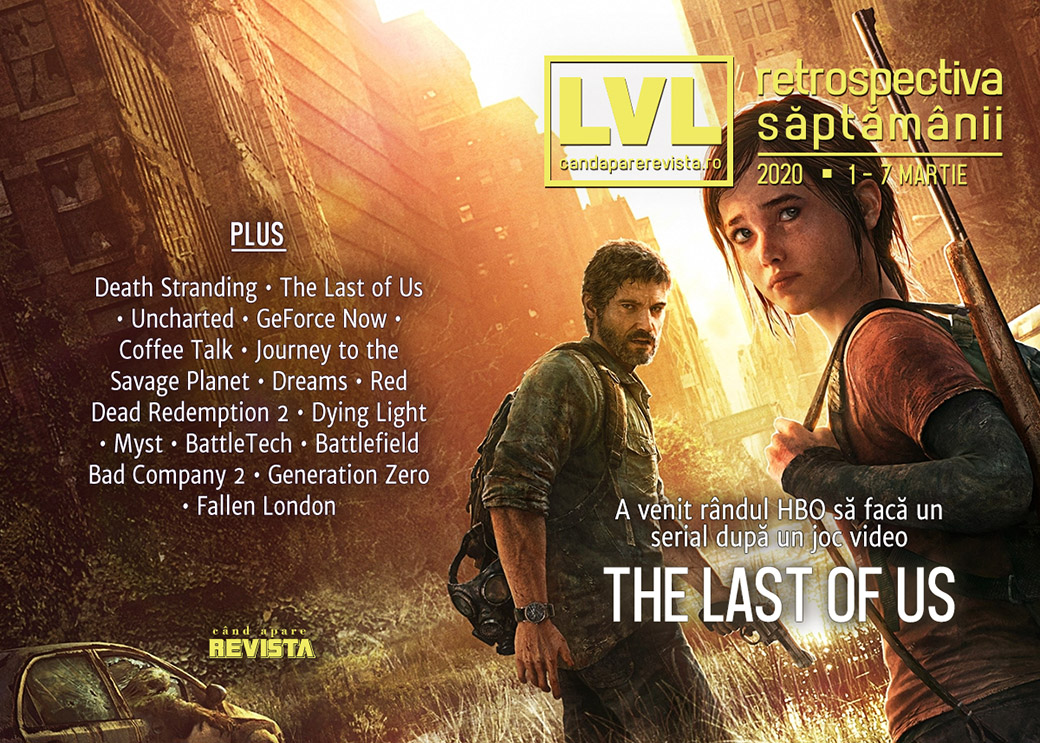 LVL
candaparerevista.ro
retrospectiva
săptămânii
2020 ▪ 1 – 7 MARTIE
PLUS
Death Stranding • The Last of Us
• Uncharted • GeForce Now •
Coffee Talk • Journey to the
Savage Planet • Dreams • Red
Dead Redemption 2 • Dying Light
• Myst • BattleTech • Battlefield
Bad Company 2 • Generation Zero
• Fallen London
A venit rândul HBO să facă un
serial după un joc video
THE LAST OF US
când apare
REVISTA